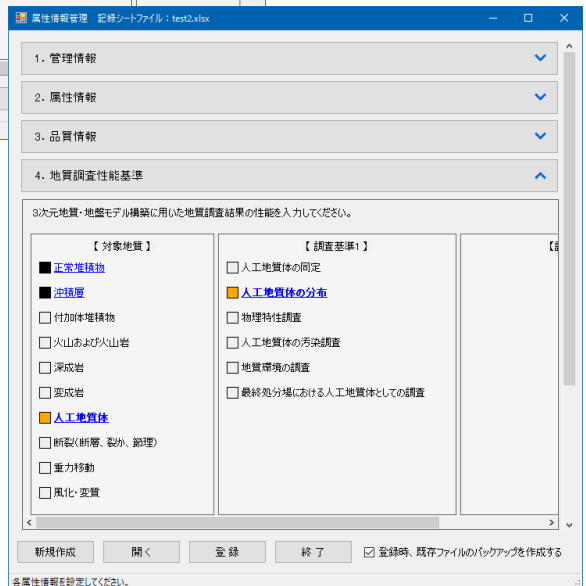 属性情報管理 記録シートファイル：test2.xlsx
1. 管理情報
2. 属性情報
3. 品質情報
4. 地質調査性能基準
3次元地質・地盤モデル構築に用いた地質調査結果の性能を入力してください。
【 対象地質 】
正常堆積物
沖積層
付加体堆積物
火山および火山岩
深成岩
変成岩
人工地質体
断裂(断層、裂か、節理)
重力移動
風化・変質
【 調査基準1 】
人工地質体の同定
人工地質体の分布
物理特性調査
人工地質体の汚染調査
地質環境の調査
最終処分場における人工地質体としての調査
新規作成
開く
登 録
終 了
登録時、既存ファイルのバックアップを作成する
各属性情報を設定してください。